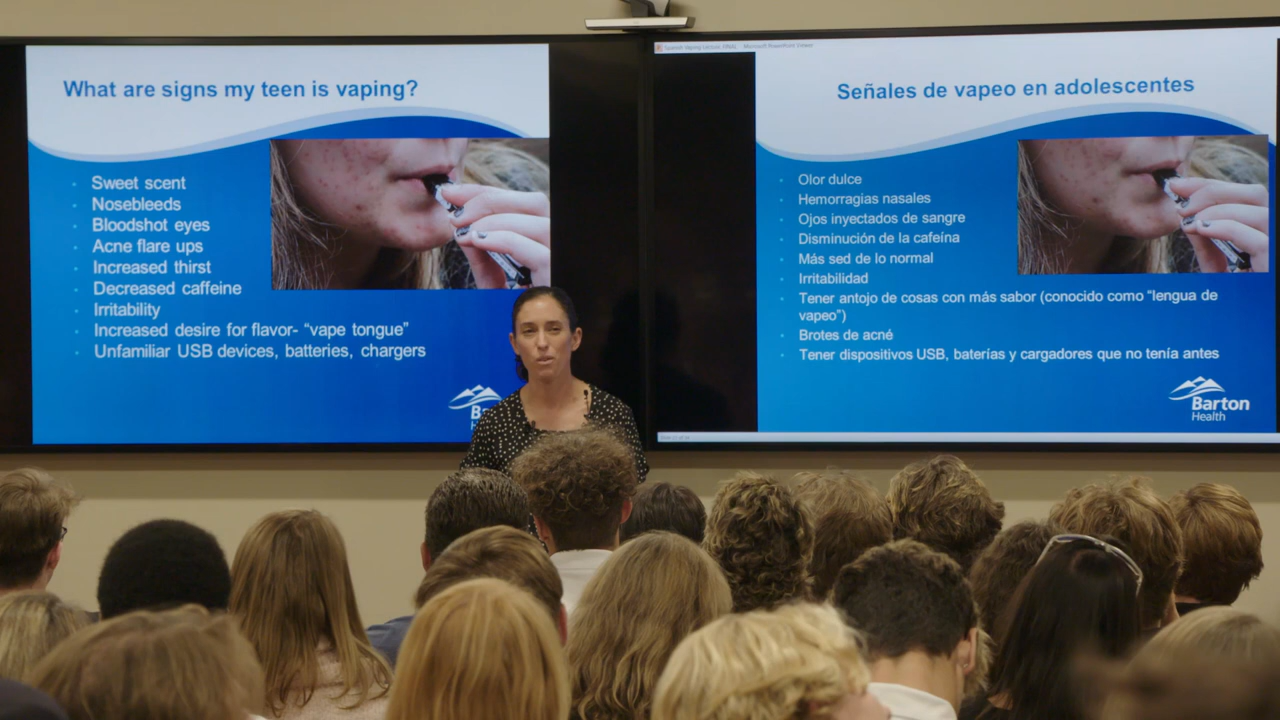 What are signs my teen is vaping?
Sweet scent
Nosebleeds
Bloodshot eyes
Acne flare ups
Increased thirst
Decreased caffeine
Irritability
Increased desire for flavor- “vape tongue”
Unfamiliar USB devices, batteries, chargers
Microsoft PowerPoint Viewer
Señales de vapeo en adolescentes
Olor dulce
Hemorragias nasales
Ojos inyectados de sangre
Disminución de la cafeína
Más sed de lo normal
Irritabilidad
Tener antojo de cosas con más sabor (conocido como “lengua de
vapeo”)
Brotes de acné
Tener dispositivos USB, baterías y cargadores que no tenía antes
Barton
Health